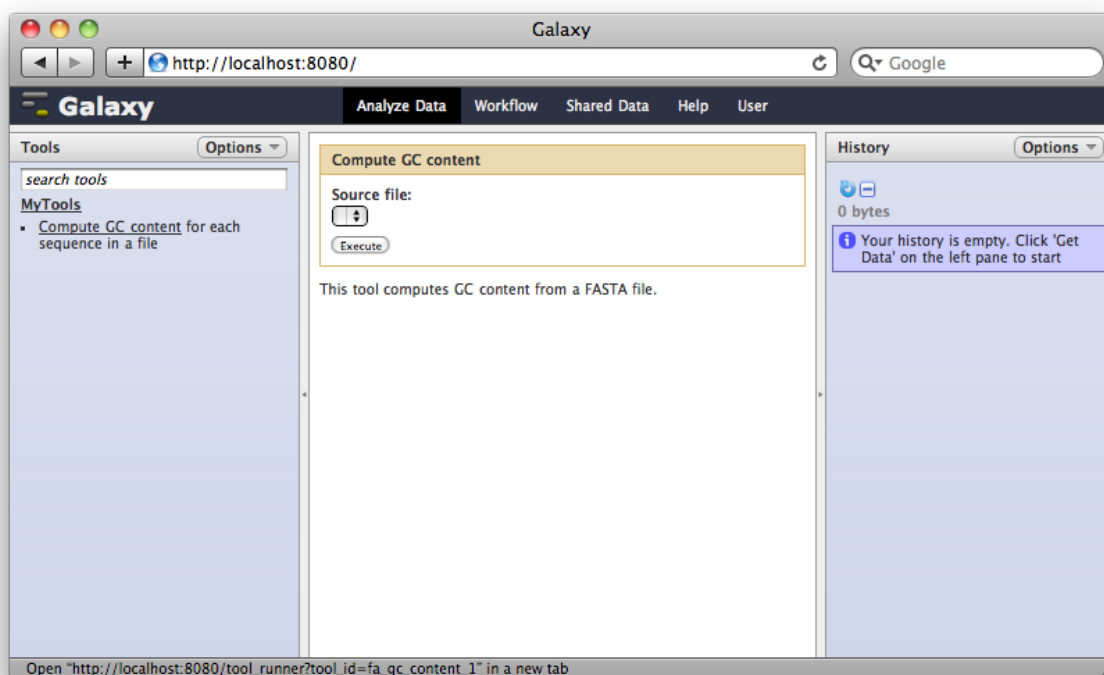 Galaxy
http://localhost:8080/
Google
Galaxy
Analyze Data Workflow Shared Data Help User
Tools
Options
search tools
MyTools
Compute GC content for each
sequence in a file
Compute GC content
Source file:
Execute
This tool computes GC content from a FASTA file.
History
Options
0 bytes
Your history is empty. Click 'Get
Data' on the left pane to start
Open "http://localhost:8080/tool_runner?tool_id=fa_gc_content_1" in a new tab